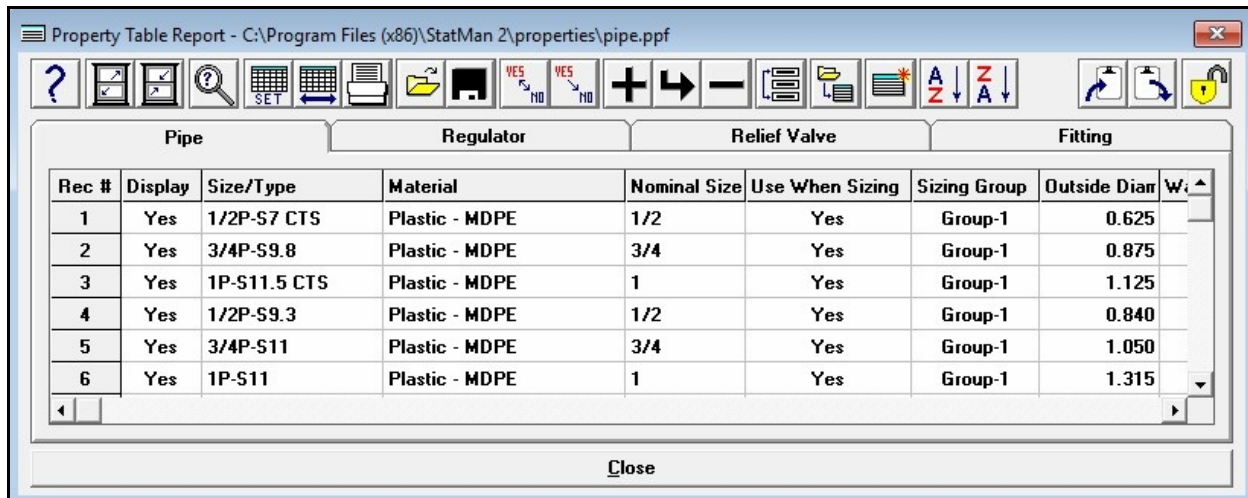 Property Table Report - C:\Program Files (x86)\StatMan 2\properties\pipe.ppf
? SET YES NO YES NO A Z Z A
Pipe Regulator Relief Valve Fitting
Rec # Display Size/Type Material Nominal Size Use When Sizing Sizing Group Outside Diam Wa
1 Yes 1/2P-S7 CTS Plastic - MDPE 1/2 Yes Group-1 0.625
2 Yes 3/4P-S9.8 Plastic - MDPE 3/4 Yes Group-1 0.875
3 Yes 1P-S11.5 CTS Plastic - MDPE 1 Yes Group-1 1.125
4 Yes 1/2P-S9.3 Plastic - MDPE 1/2 Yes Group-1 0.840
5 Yes 3/4P-S11 Plastic - MDPE 3/4 Yes Group-1 1.050
6 Yes 1P-S11 Plastic - MDPE 1 Yes Group-1 1.315
Close